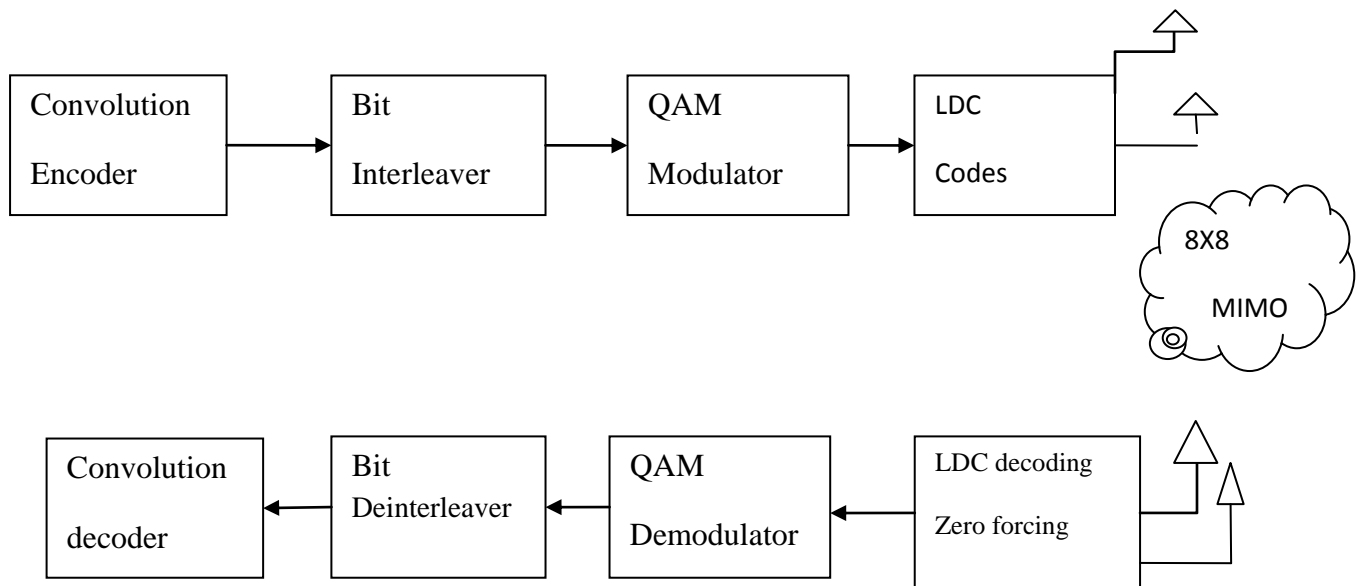 Convolution
Encoder
Bit
Interleaver
QAM
Modulator
LDC
Codes
8X8
MIMO
Convolution
decoder
Bit
Deinterleaver
QAM
Demodulator
LDC decoding
Zero forcing